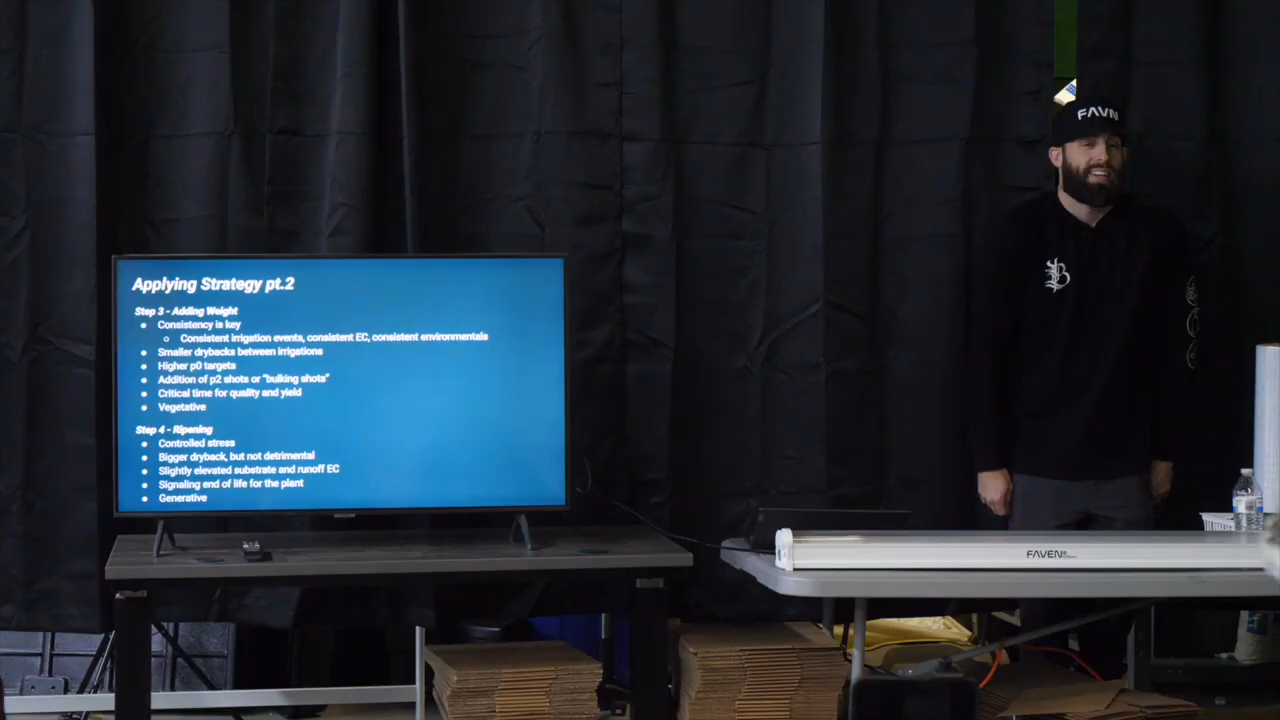 FAVN
B
Applying Strategy pt.2
Step 3 - Adding Weight
● Consistency is key
○ Consistent irrigation events, consistent EC, consistent environmentals
● Smaller drybacks between irrigations
● Higher p0 targets
● Addition of p2 shots or "bulking shots"
● Critical time for quality and yield
● Vegetative
Step 4 - Ripening
● Controlled stress
● Bigger dryback, but not detrimental
● Slightly elevated substrate and runoff EC
● Signaling end of life for the plant
● Generative
FAVEN